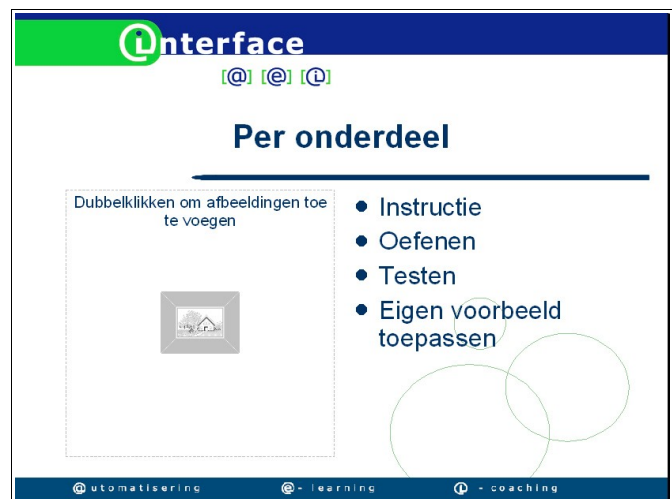 interface
[@] [e] [i]
Per onderdeel
Dubbelklikken om afbeeldingen toe
te voegen
Instructie
Oefenen
Testen
Eigen voorbeeld
toepassen
@utomatisering
e - learning
i - coaching